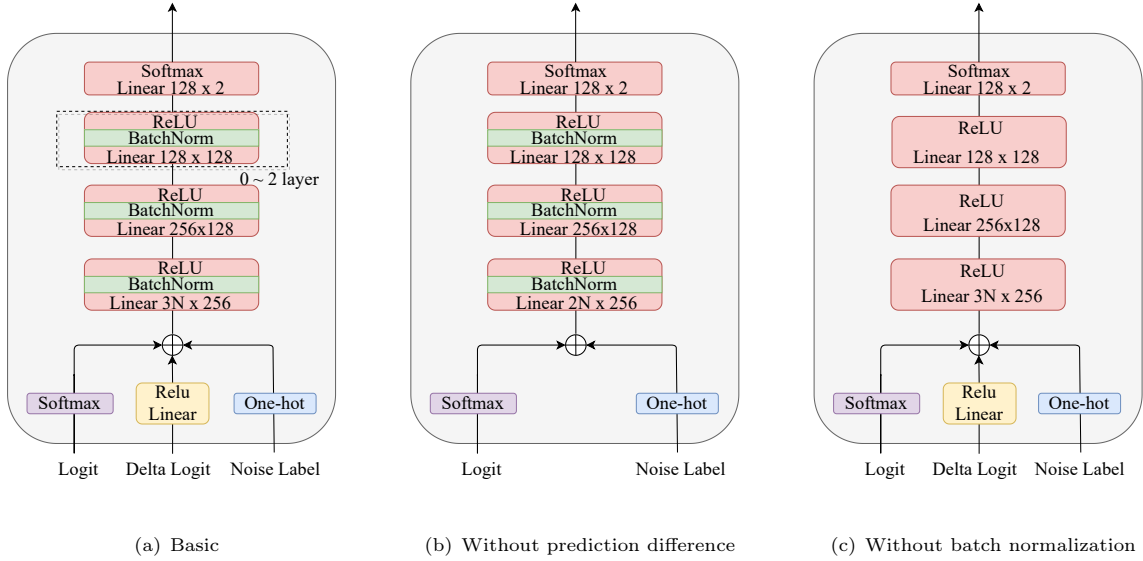 Softmax
Linear 128 x 2
ReLU
BatchNorm
Linear 128 x 128
0 ~ 2 layer
ReLU
BatchNorm
Linear 256x128
ReLU
BatchNorm
Linear 3N x 256
Softmax
Relu
Linear
One-hot
Logit
Delta Logit
Noise Label
(a) Basic
Softmax
Linear 128 x 2
ReLU
BatchNorm
Linear 128 x 128
ReLU
BatchNorm
Linear 256x128
ReLU
BatchNorm
Linear 2N x 256
Softmax
One-hot
Logit
Noise Label
(b) Without prediction difference
Softmax
Linear 128 x 2
ReLU
Linear 128 x 128
ReLU
Linear 256x128
ReLU
Linear 3N x 256
Softmax
Relu
Linear
One-hot
Logit
Delta Logit
Noise Label
(c) Without batch normalization